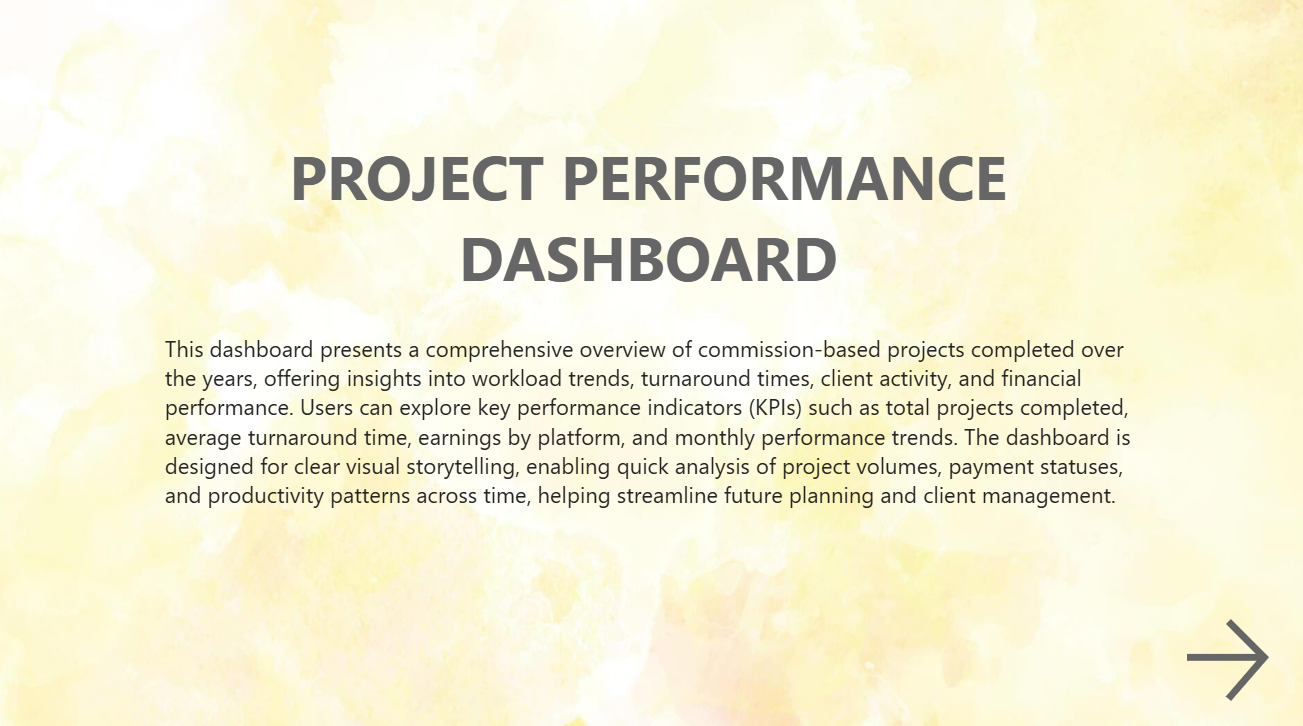 PROJECT PERFORMANCE
DASHBOARD
This dashboard presents a comprehensive overview of commission-based projects completed over
the years, offering insights into workload trends, turnaround times, client activity, and financial
performance. Users can explore key performance indicators (KPIs) such as total projects completed,
average turnaround time, earnings by platform, and monthly performance trends. The dashboard is
designed for clear visual storytelling, enabling quick analysis of project volumes, payment statuses,
and productivity patterns across time, helping streamline future planning and client management.